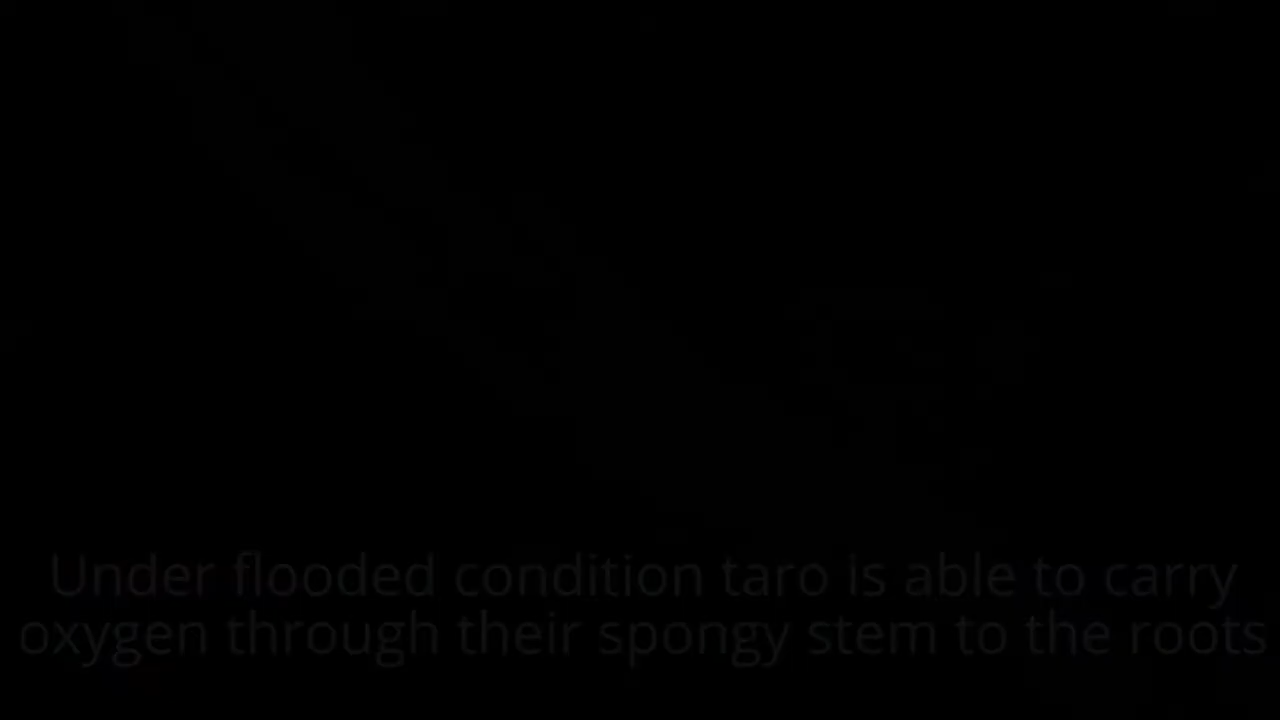 Under flooded condition taro is able to carry
oxygen through their spongy stem to the roots